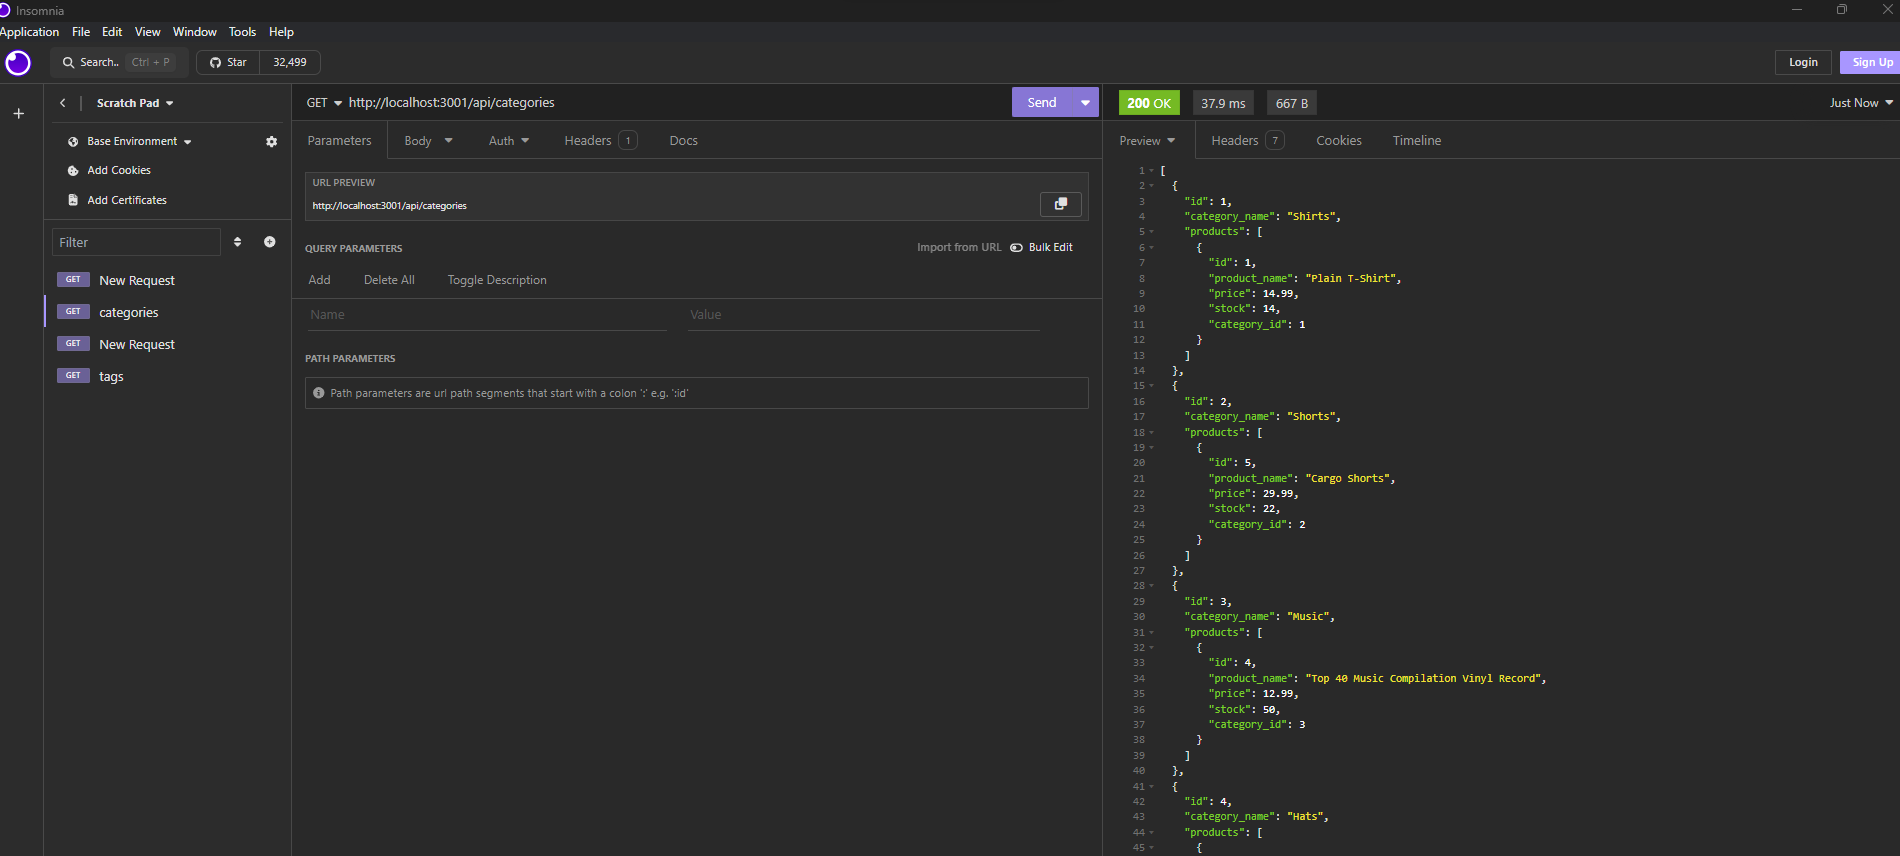 Insomnia
Application File Edit View Window Tools Help
Search.. Ctrl + P Star 32,499 Login Sign Up
Scratch Pad
Base Environment
Add Cookies
Add Certificates
Filter
GET New Request
GET categories
GET New Request
GET tags
GET http://localhost:3001/api/categories Send
Parameters Body Auth Headers 1 Docs
URL PREVIEW
http://localhost:3001/api/categories
QUERY PARAMETERS Import from URL Bulk Edit
Add Delete All Toggle Description
Name Value
PATH PARAMETERS
Path parameters are url path segments that start with a colon ':' e.g. ':id'
200 OK 37.9 ms 667 B Just Now
Preview Headers 7 Cookies Timeline
1 [
2 {
3 "id": 1,
4 "category_name": "Shirts",
5 "products": [
6 {
7 "id": 1,
8 "product_name": "Plain T-Shirt",
9 "price": 14.99,
10 "stock": 14,
11 "category_id": 1
12 }
13 ]
14 },
15 {
16 "id": 2,
17 "category_name": "Shorts",
18 "products": [
19 {
20 "id": 5,
21 "product_name": "Cargo Shorts",
22 "price": 29.99,
23 "stock": 22,
24 "category_id": 2
25 }
26 ]
27 },
28 {
29 "id": 3,
30 "category_name": "Music",
31 "products": [
32 {
33 "id": 4,
34 "product_name": "Top 40 Music Compilation Vinyl Record",
35 "price": 12.99,
36 "stock": 50,
37 "category_id": 3
38 }
39 ]
40 },
41 {
42 "id": 4,
43 "category_name": "Hats",
44 "products": [
45 {